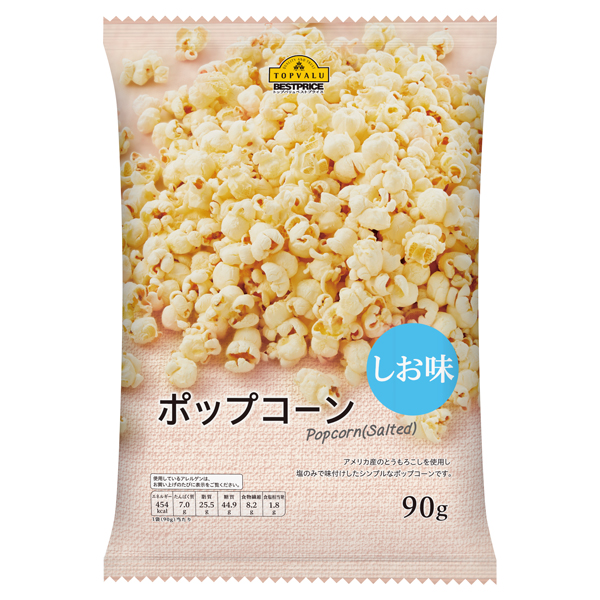 TOPVALU
BESTPRICE
トップバリュベストプライス
しお味
ポップコーン
Popcorn(Salted)
アメリカ産のとうもろこしを使用し
塩のみで味付けしたシンプルなポップコーンです。
使用しているアレルゲンは、
お買い上げのたびに表示をご覧ください。
エネルギー たんぱく質 脂質 糖質 食物繊維 食塩相当量
454 kcal 7.0 g 25.5 g 44.9 g 8.2 g 1.8 g
1袋(90g)当たり
90g